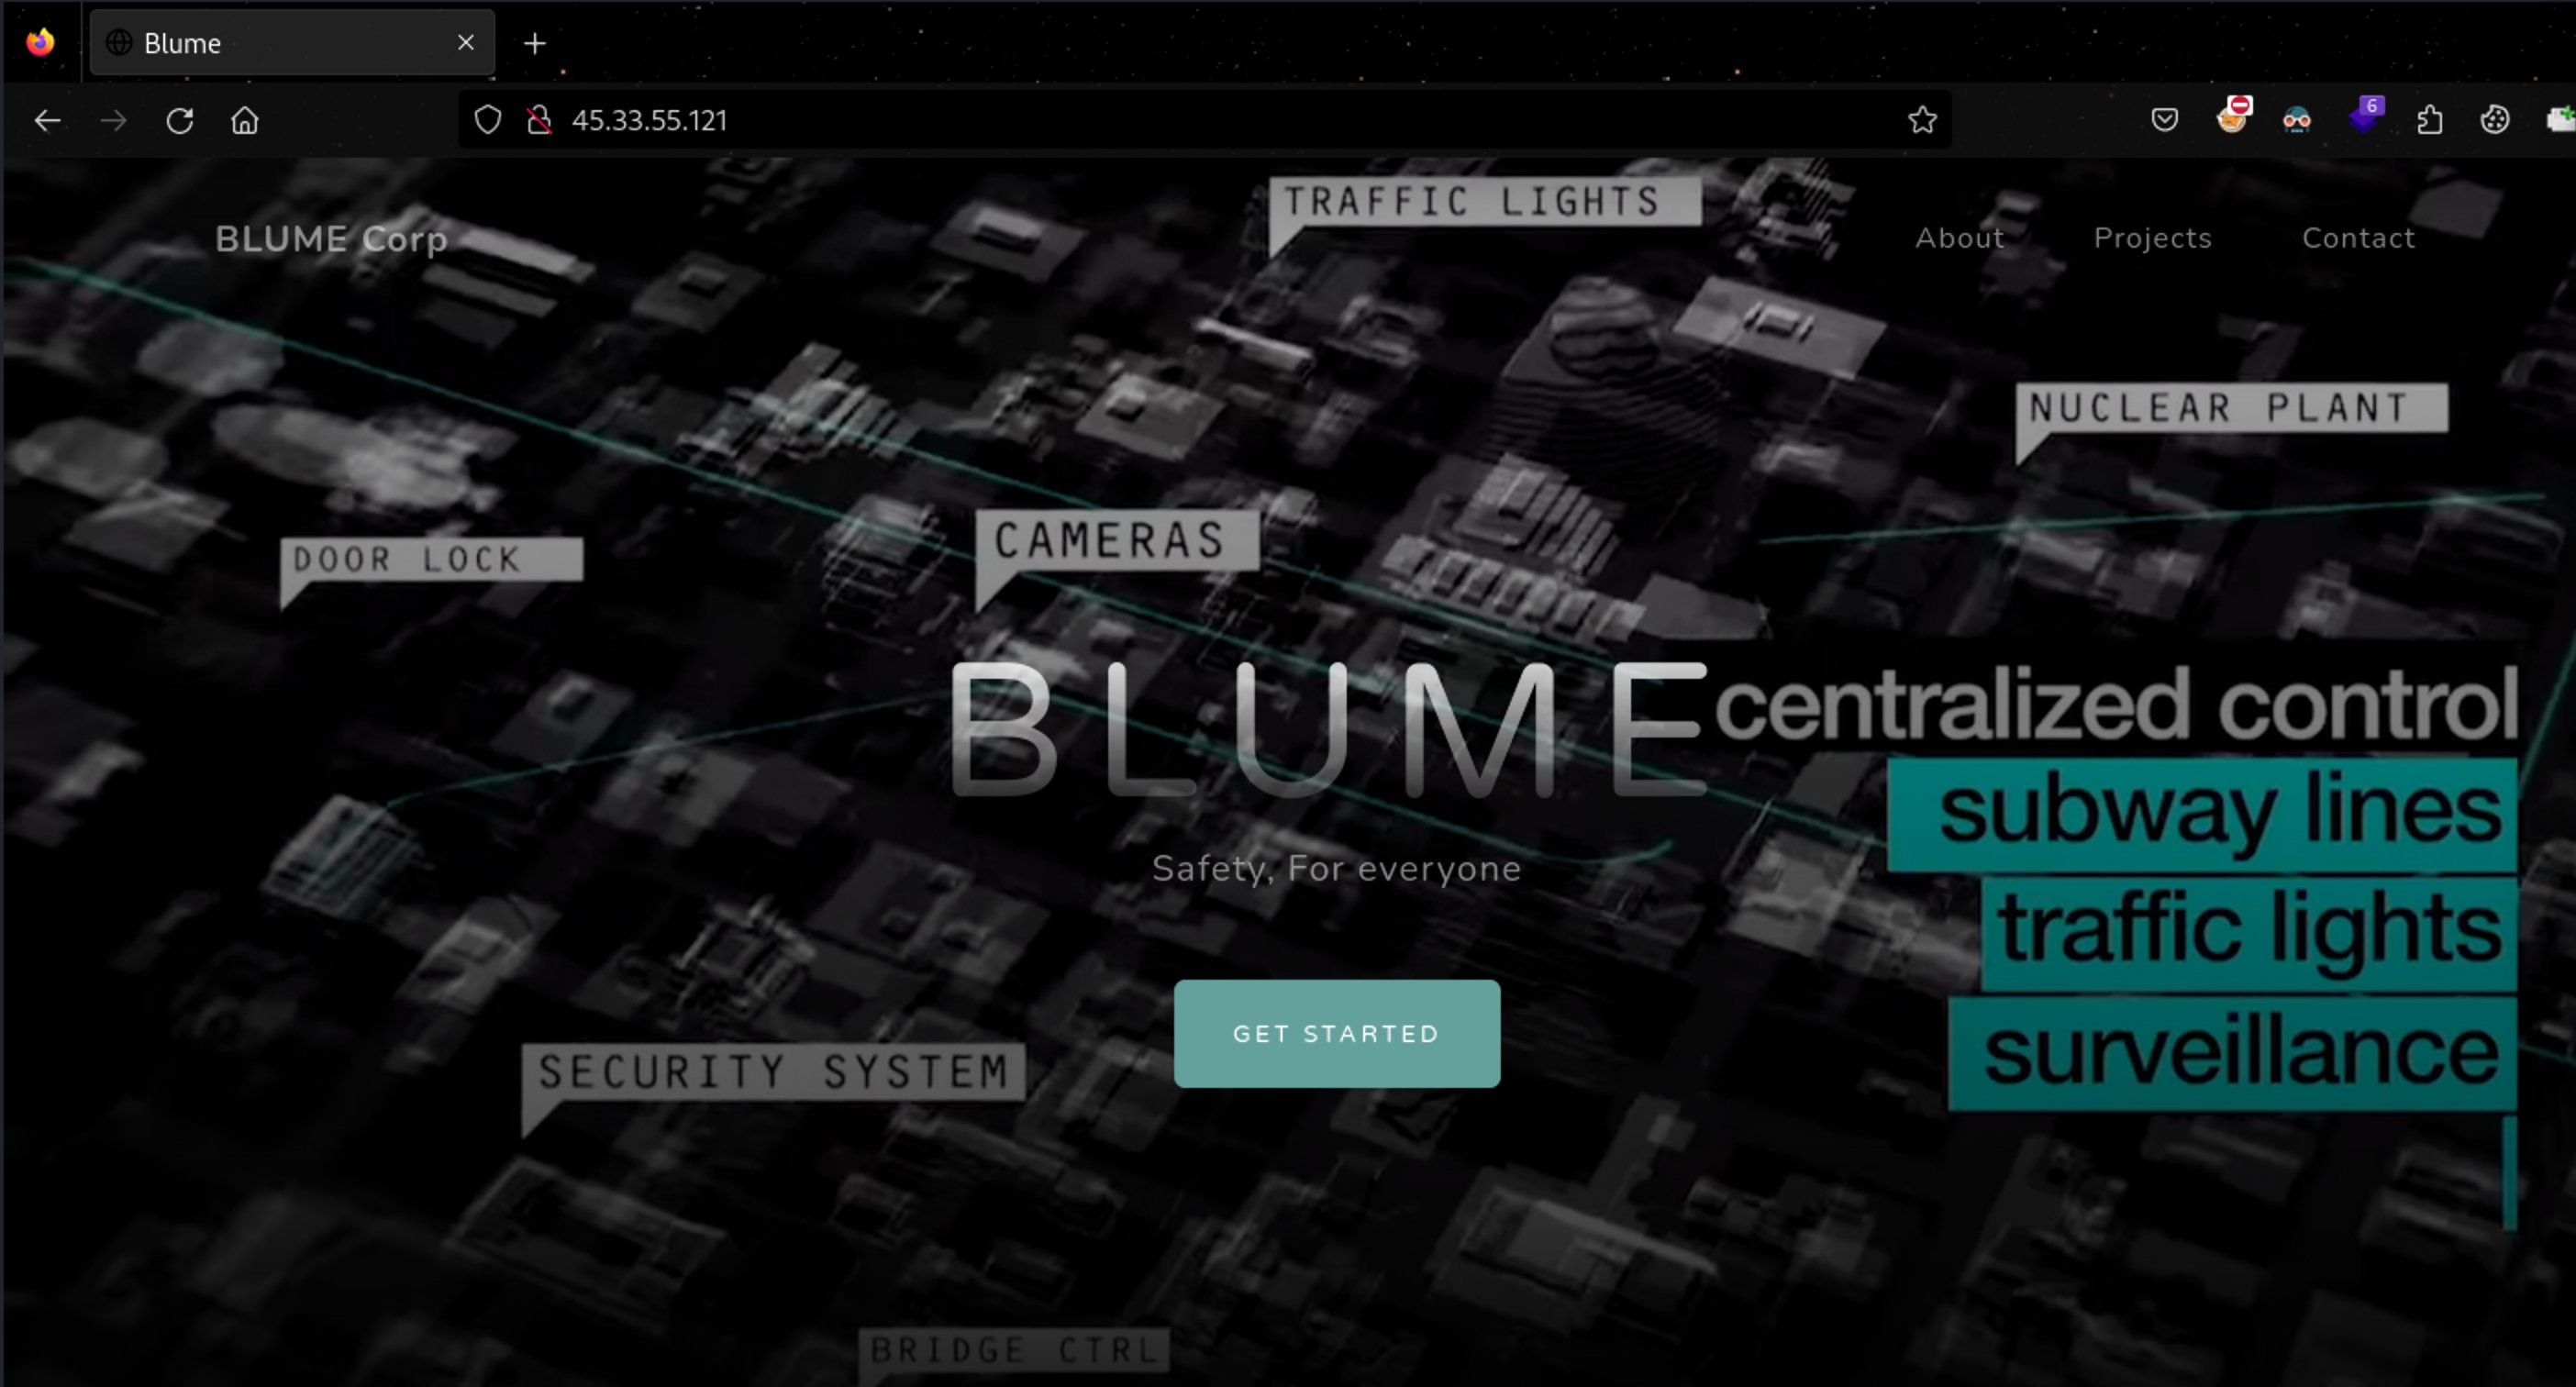 Blume
45.33.55.121
6
TRAFFIC LIGHTS
BLUME Corp
About
Projects
Contact
NUCLEAR PLANT
CAMERAS
DOOR LOCK
BLUME
centralized control
subway lines
Safety, For everyone
traffic lights
GET STARTED
surveillance
SECURITY SYSTEM
BRIDGE CTRL